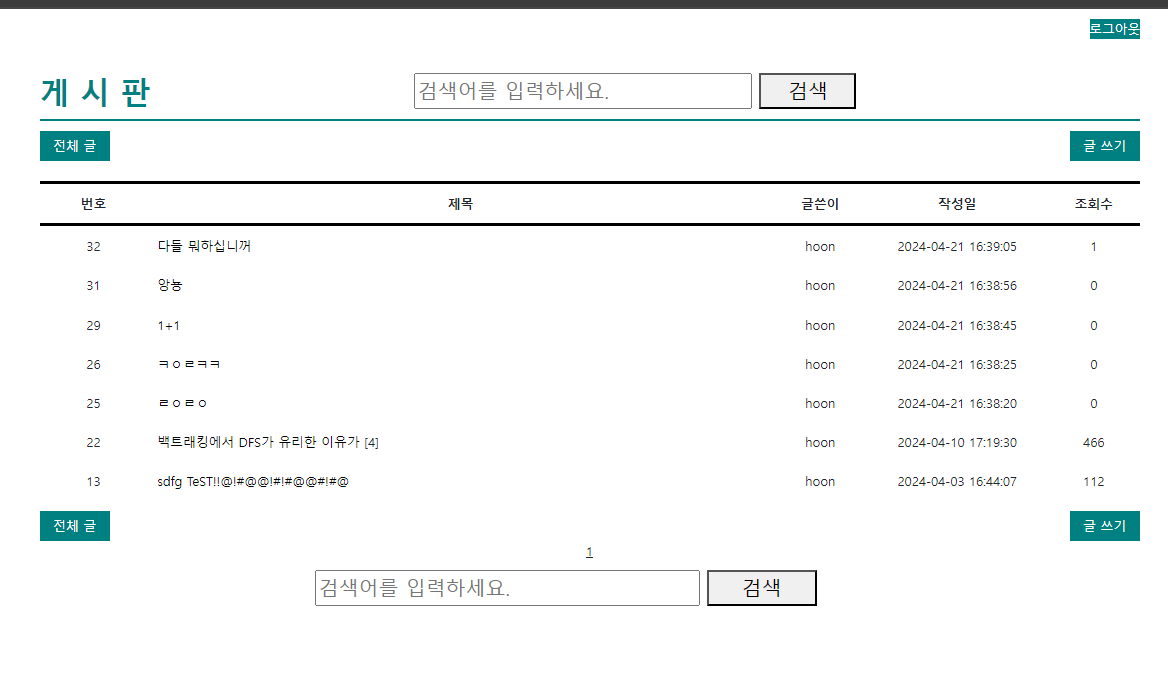 로그아웃
게 시 판 검색어를 입력하세요. 검색
전체 글 글 쓰기
번호 제목 글쓴이 작성일 조회수
32 다들 뭐하십니꺼 hoon 2024-04-21 16:39:05 1
31 앙뇽 hoon 2024-04-21 16:38:56 0
29 1+1 hoon 2024-04-21 16:38:45 0
26 ㅋㅇㄹㅋㅋ hoon 2024-04-21 16:38:25 0
25 ㄹㅇㄹㅇ hoon 2024-04-21 16:38:20 0
22 백트래킹에서 DFS가 유리한 이유가 [4] hoon 2024-04-10 17:19:30 466
13 sdfg TeST!!@!#@@!#!#@@#!#@ hoon 2024-04-03 16:44:07 112
전체 글 글 쓰기
1
검색어를 입력하세요. 검색